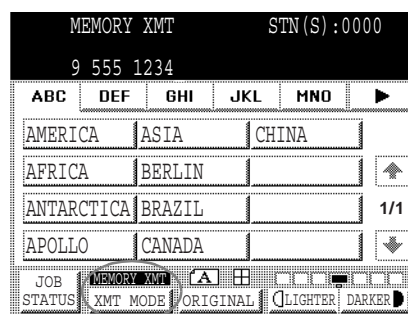 MEMORY XMT STN(S):0000
9 555 1234
ABC DEF GHI JKL MNO
AMERICA ASIA CHINA
AFRICA BERLIN
ANTARCTICA BRAZIL 1/1
APOLLO CANADA
JOB STATUS MEMORY XMT XMT MODE A ORIGINAL LIGHTER DARKER